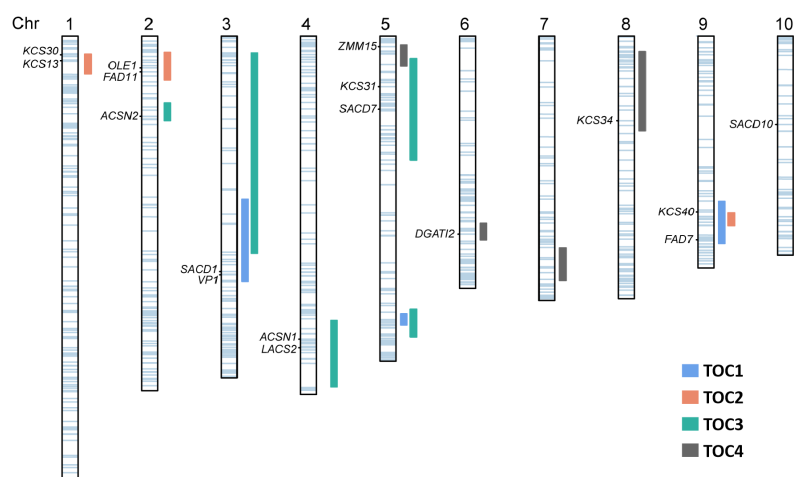 Chr 1 2 3 4 5 6 7 8 9 10
KCS30
KCS13
OLE1
FAD11
ACSN2
SACD1
VP1
ACSN1
LACS2
ZMM15
KCS31
SACD7
DGATI2
KCS34
KCS40
FAD7
SACD10
TOC1
TOC2
TOC3
TOC4